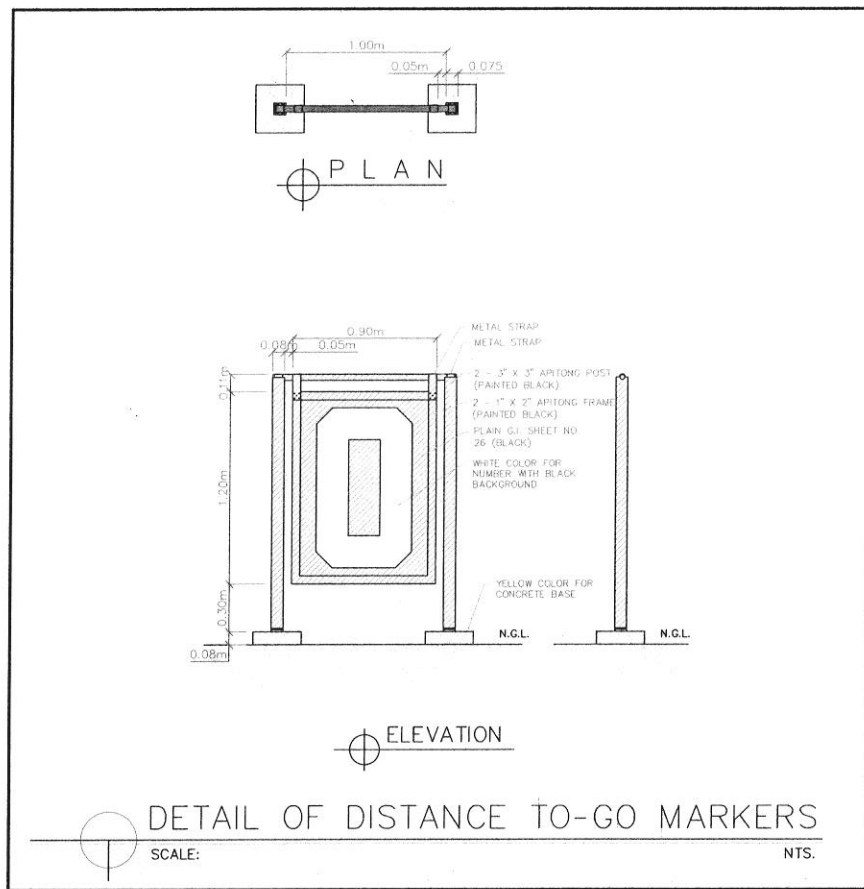 1.00m
0.05m
0.075
PLAN
0.90m
0.08m
0.05m
0.11m
1.20m
0.30m
0.08m
METAL STRAP
METAL STRAP
2 - 3" X 3" APITONG POST
(PAINTED BLACK)
2 - 1" X 2" APITONG FRAME
(PAINTED BLACK)
PLAIN G.I. SHEET NO.
26 (BLACK)
WHITE COLOR FOR
NUMBER WITH BLACK
BACKGROUND
YELLOW COLOR FOR
CONCRETE BASE
N.G.L.
N.G.L.
ELEVATION
DETAIL OF DISTANCE TO-GO MARKERS
SCALE:
NTS.